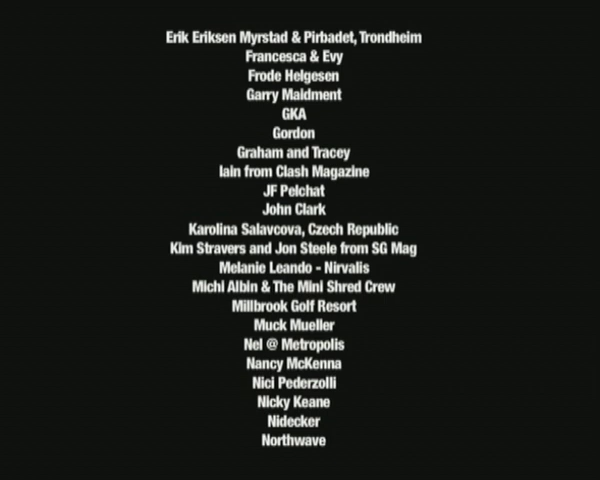 Erik Eriksen Myrstad & Pirbadet, Trondheim
Francesca & Evy
Frode Helgesen
Garry Maidment
GKA
Gordon
Graham and Tracey
Iain from Clash Magazine
JF Pelchat
John Clark
Karolina Salavcova, Czech Republic
Kim Stravers and Jon Steele from SG Mag
Melanie Leando - Nirvalis
Michi Albin & The Mini Shred Crew
Millbrook Golf Resort
Muck Mueller
Nel @ Metropolis
Nancy McKenna
Nici Pederzolli
Nicky Keane
Nidecker
Northwave